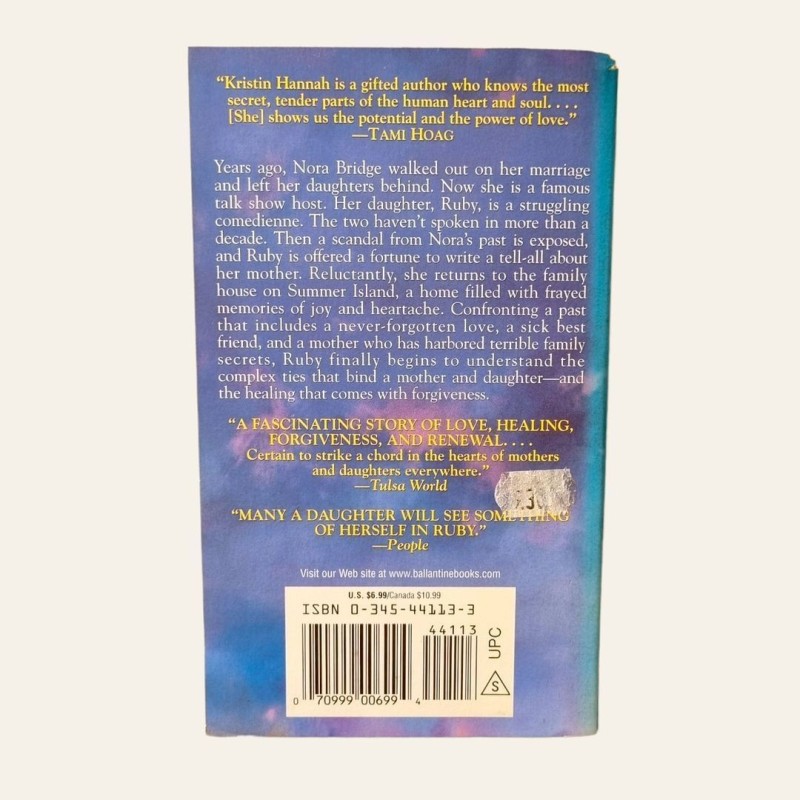 “Kristin Hannah is a gifted author who knows the most
secret, tender parts of the human heart and soul. . . .
[She] shows us the potential and the power of love.”
—TAMI HOAG
Years ago, Nora Bridge walked out on her marriage
and left her daughters behind. Now she is a famous
talk show host. Her daughter, Ruby, is a struggling
comedienne. The two haven’t spoken in more than a
decade. Then a scandal from Nora’s past is exposed,
and Ruby is offered a fortune to write a tell-all about
her mother. Reluctantly, she returns to the family
house on Summer Island, a home filled with frayed
memories of joy and heartache. Confronting a past
that includes a never-forgotten love, a sick best
friend, and a mother who has harbored terrible family
secrets, Ruby finally begins to understand the
complex ties that bind a mother and daughter—and
the healing that comes with forgiveness.
“A FASCINATING STORY OF LOVE, HEALING,
FORGIVENESS, AND RENEWAL. . . .
Certain to strike a chord in the hearts of mothers
and daughters everywhere.”
—Tulsa World
“MANY A DAUGHTER WILL SEE SOMETHING
OF HERSELF IN RUBY.”
—People
Visit our Web site at www.ballantinebooks.com
U.S. $6.99/Canada $10.99
ISBN 0-345-44113-3
44113
UPC
S
0 70999 00699 4